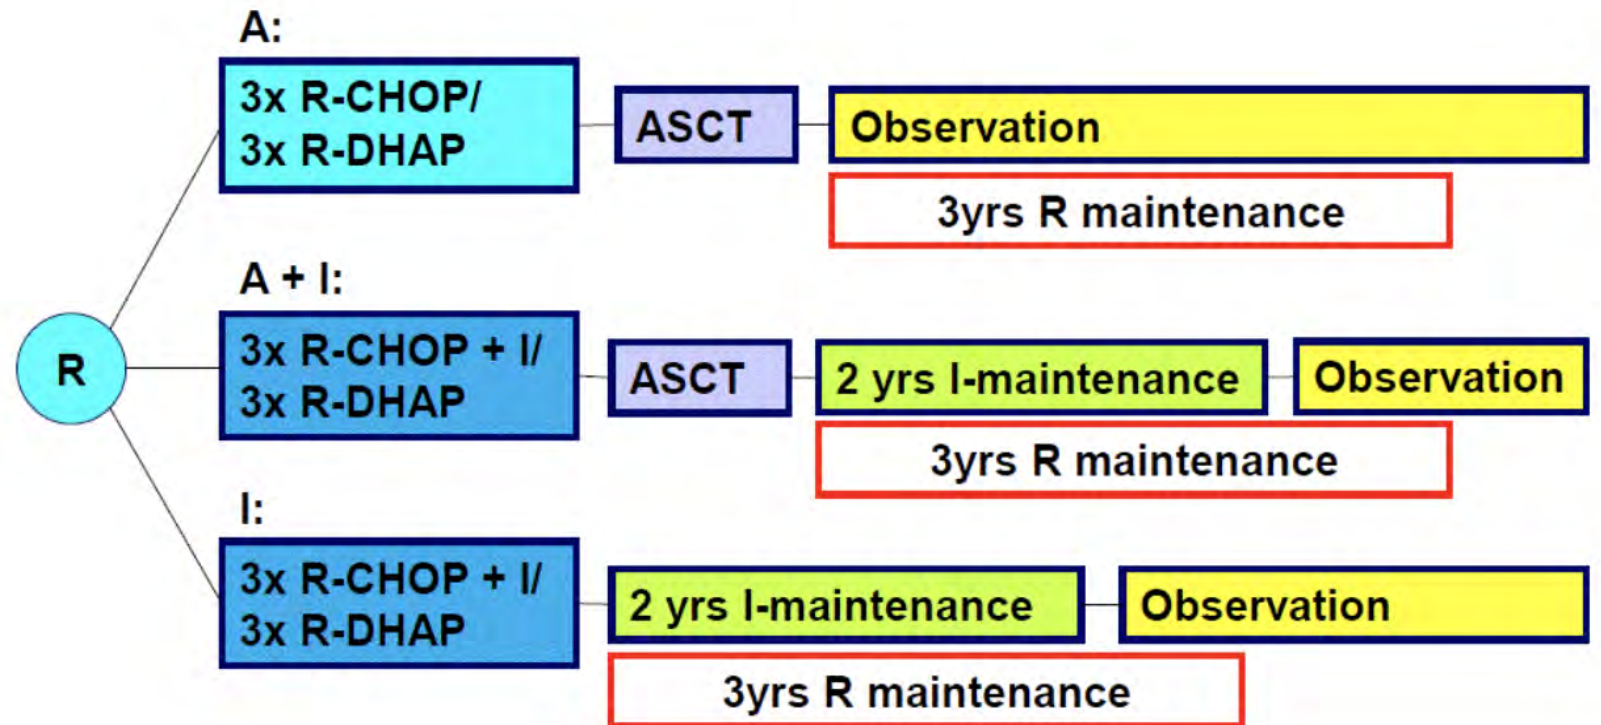 A:
3x R-CHOP/
3x R-DHAP
ASCT
Observation
3yrs R maintenance
R
A + I:
3x R-CHOP + I/
3x R-DHAP
ASCT
2 yrs I-maintenance
Observation
3yrs R maintenance
I:
3x R-CHOP + I/
3x R-DHAP
2 yrs I-maintenance
Observation
3yrs R maintenance